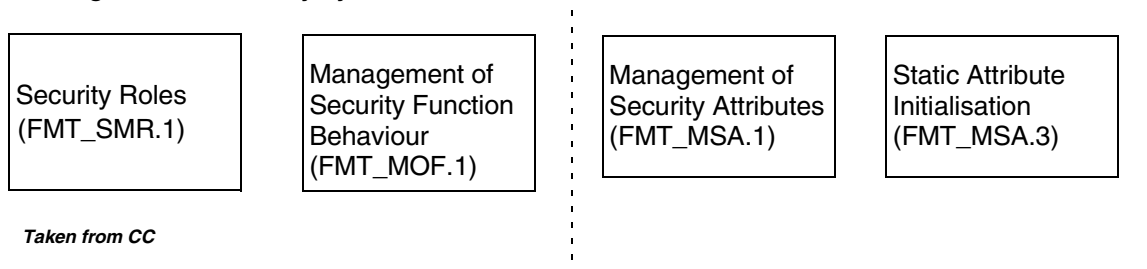 Security Roles
(FMT_SMR.1)
Management of
Security Function
Behaviour
(FMT_MOF.1)
Management of
Security Attributes
(FMT_MSA.1)
Static Attribute
Initialisation
(FMT_MSA.3)
Taken from CC